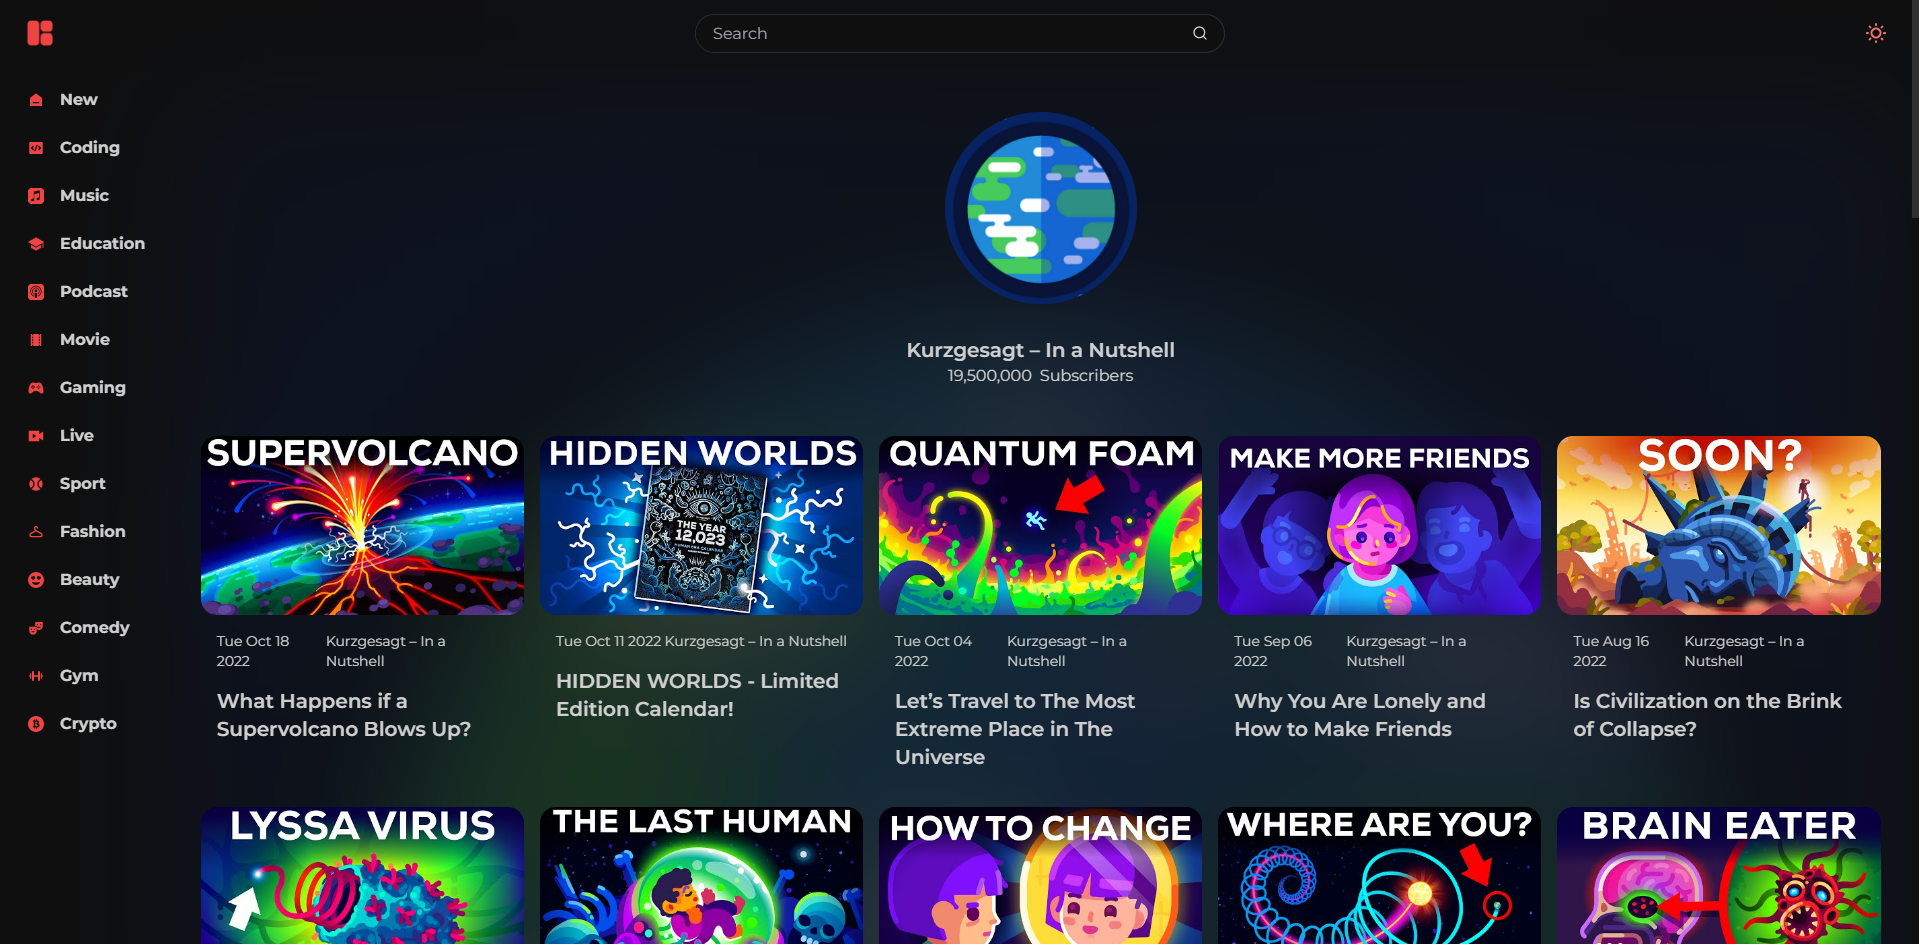 Search
New
Coding
Music
Education
Podcast
Movie
Gaming
Live
Sport
Fashion
Beauty
Comedy
Gym
Crypto
Kurzgesagt – In a Nutshell
19,500,000 Subscribers
SUPERVOLCANO
Tue Oct 18
2022
Kurzgesagt – In a
Nutshell
What Happens if a
Supervolcano Blows Up?
HIDDEN WORLDS
THE YEAR
12,023
HUMAN ERA CALENDAR
Tue Oct 11 2022 Kurzgesagt – In a Nutshell
HIDDEN WORLDS - Limited
Edition Calendar!
QUANTUM FOAM
Tue Oct 04
2022
Kurzgesagt – In a
Nutshell
Let’s Travel to The Most
Extreme Place in The
Universe
MAKE MORE FRIENDS
Tue Sep 06
2022
Kurzgesagt – In a
Nutshell
Why You Are Lonely and
How to Make Friends
SOON?
Tue Aug 16
2022
Kurzgesagt – In a
Nutshell
Is Civilization on the Brink
of Collapse?
LYSSA VIRUS
THE LAST HUMAN
HOW TO CHANGE
WHERE ARE YOU?
BRAIN EATER